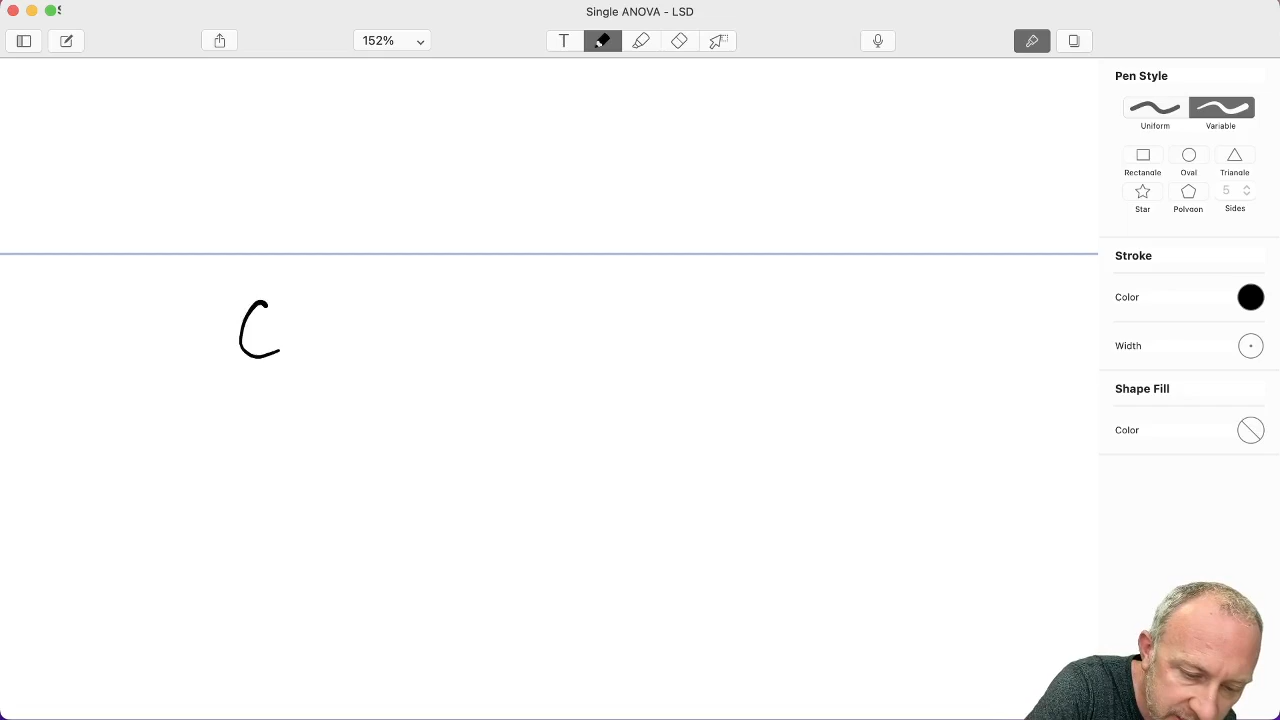 Single ANOVA - LSD
152%
T
Pen Style
Uniform Variable
Rectangle Oval Triangle
5
Star Polygon Sides
Stroke
Color
C
Width
Shape Fill
Color